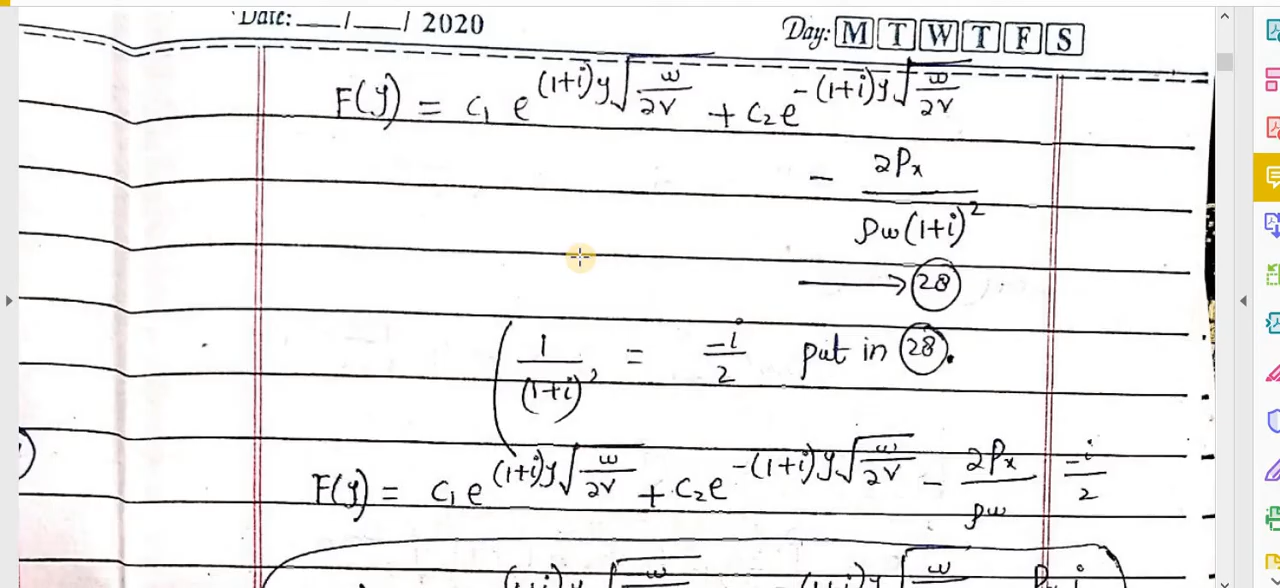 Date: ___/___/ 2020 Day: M T W T F S
F(y) = c₁ e^{(1+i)y√(ω/2ν)} + c₂ e^{-(1+i)y√(ω/2ν)}
- 2Pₓ / ρω(1+i)²
→ (28)
( 1/(1+i)² = -i/2 put in (28).
F(y) = c₁ e^{(1+i)y√(ω/2ν)} + c₂ e^{-(1+i)y√(ω/2ν)} - 2Pₓ/ρω -i/2